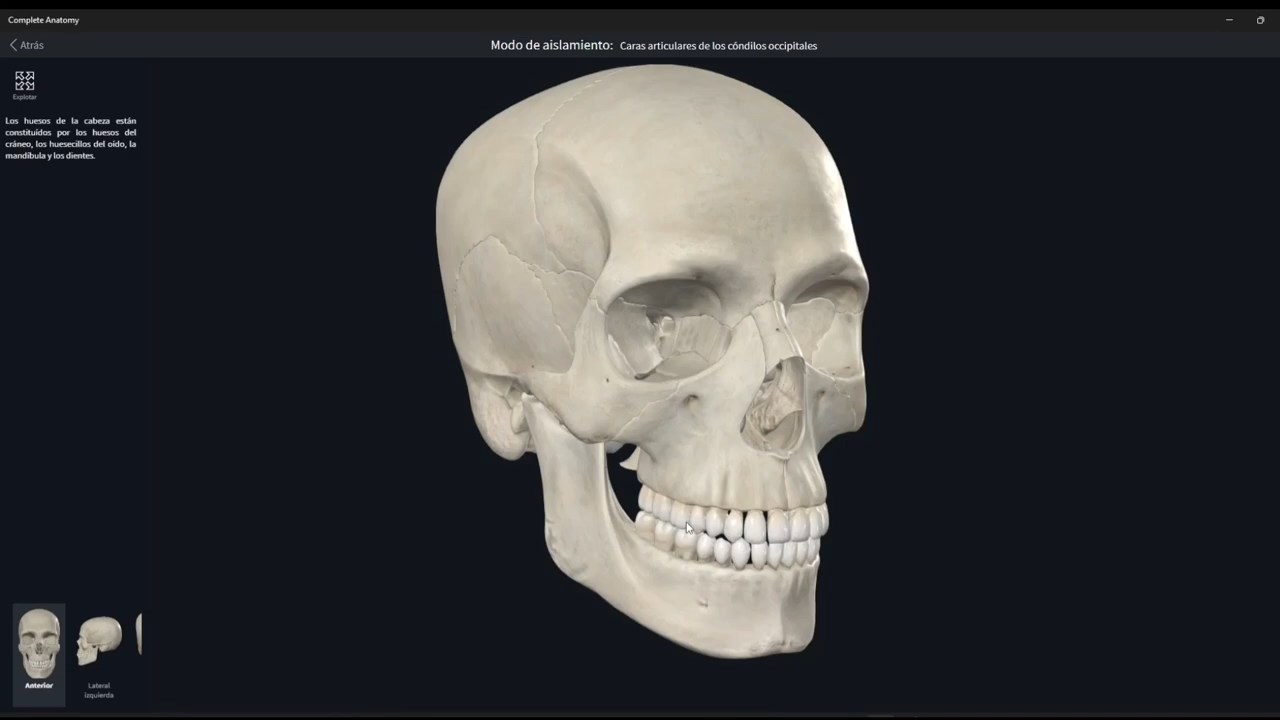 Complete Anatomy
Atrás
Modo de aislamiento: Caras articulares de los cóndilos occipitales
Explotar
Los huesos de la cabeza están
constituídos por los huesos del
cráneo, los huesecillos del oído, la
mandíbula y los dientes.
Anterior
Lateral
izquierda